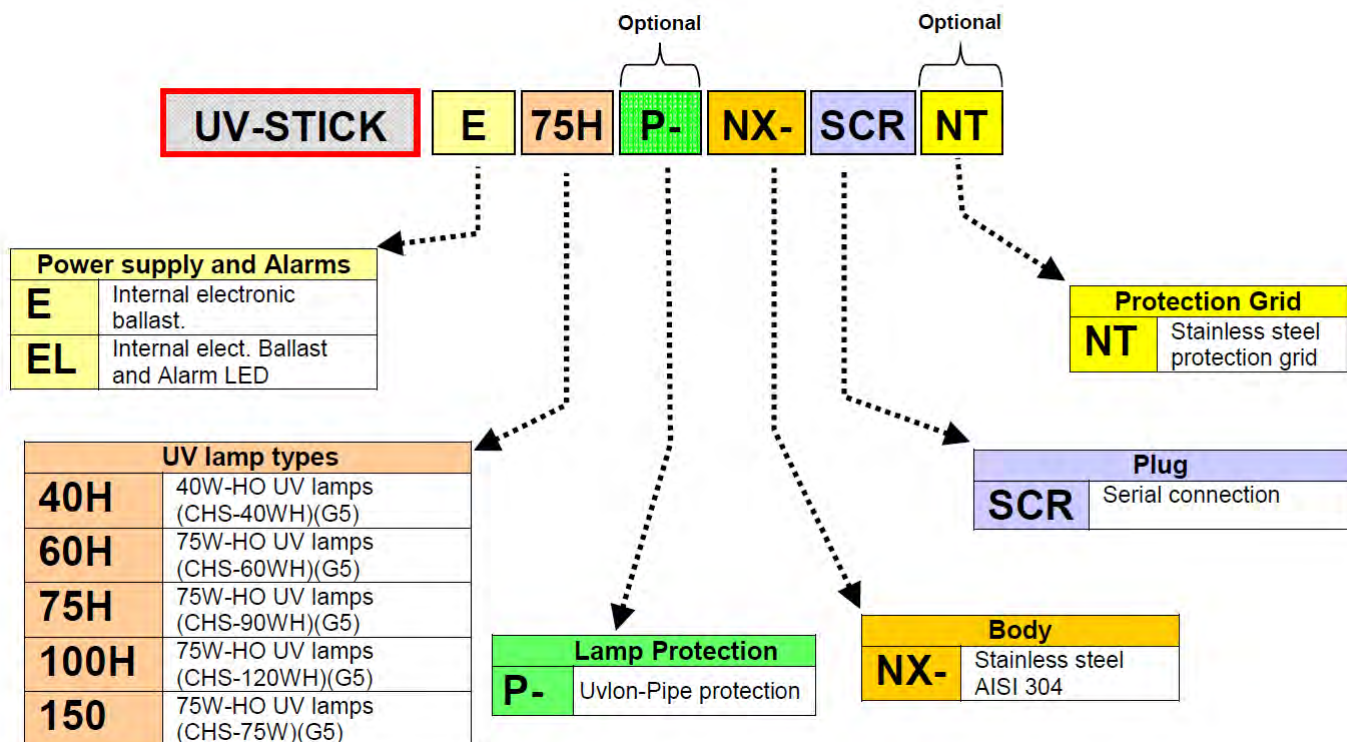 Optional
Optional
UV-STICK E 75H P- NX- SCR NT
Power supply and Alarms
E Internal electronic
ballast.
EL Internal elect. Ballast
and Alarm LED
Protection Grid
NT Stainless steel
protection grid
UV lamp types
40H 40W-HO UV lamps
(CHS-40WH)(G5)
60H 75W-HO UV lamps
(CHS-60WH)(G5)
75H 75W-HO UV lamps
(CHS-90WH)(G5)
100H 75W-HO UV lamps
(CHS-120WH)(G5)
150 75W-HO UV lamps
(CHS-75W)(G5)
Plug
SCR Serial connection
Lamp Protection
P- Uvlon-Pipe protection
Body
NX- Stainless steel
AISI 304